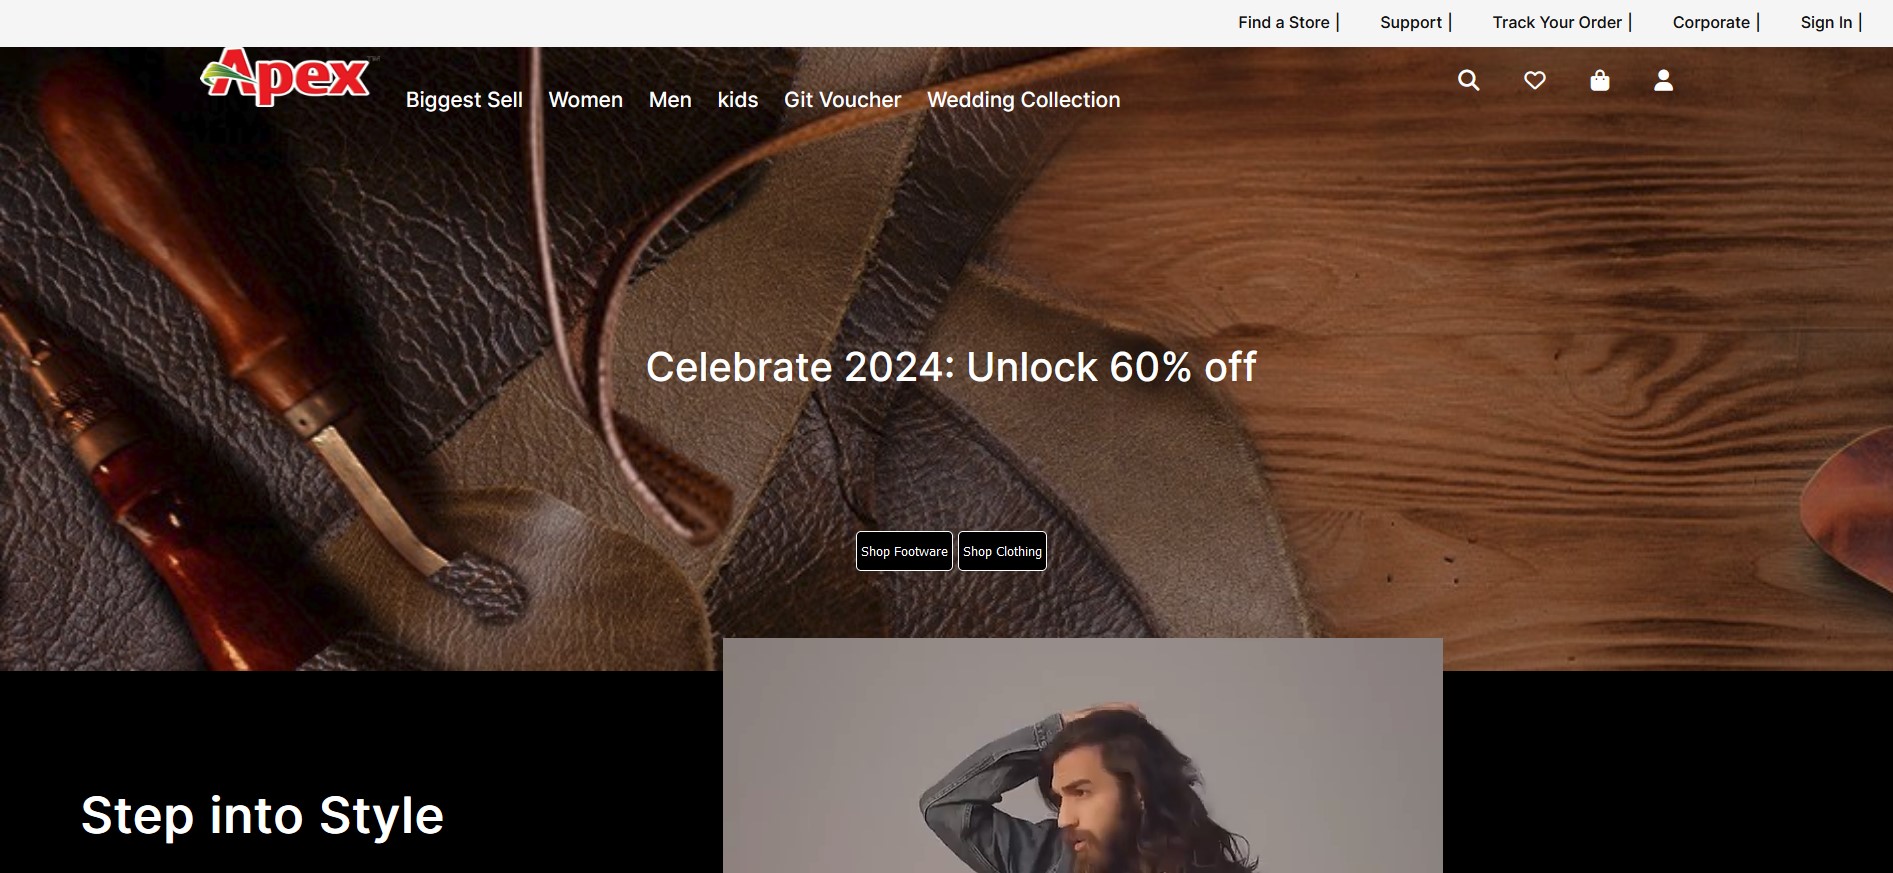 Find a Store | Support | Track Your Order | Corporate | Sign In |
Apex
Biggest Sell Women Men kids Git Voucher Wedding Collection
Celebrate 2024: Unlock 60% off
Shop Footware Shop Clothing
Step into Style